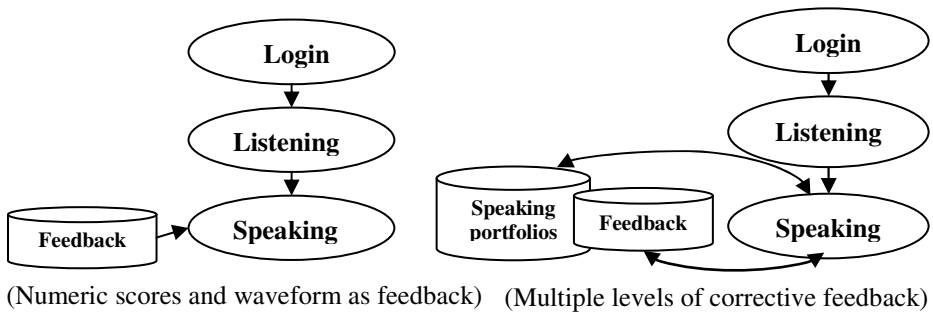 Login
Listening
Speaking
Feedback
(Numeric scores and waveform as feedback)
Login
Listening
Speaking
portfolios
Feedback
Speaking
(Multiple levels of corrective feedback)